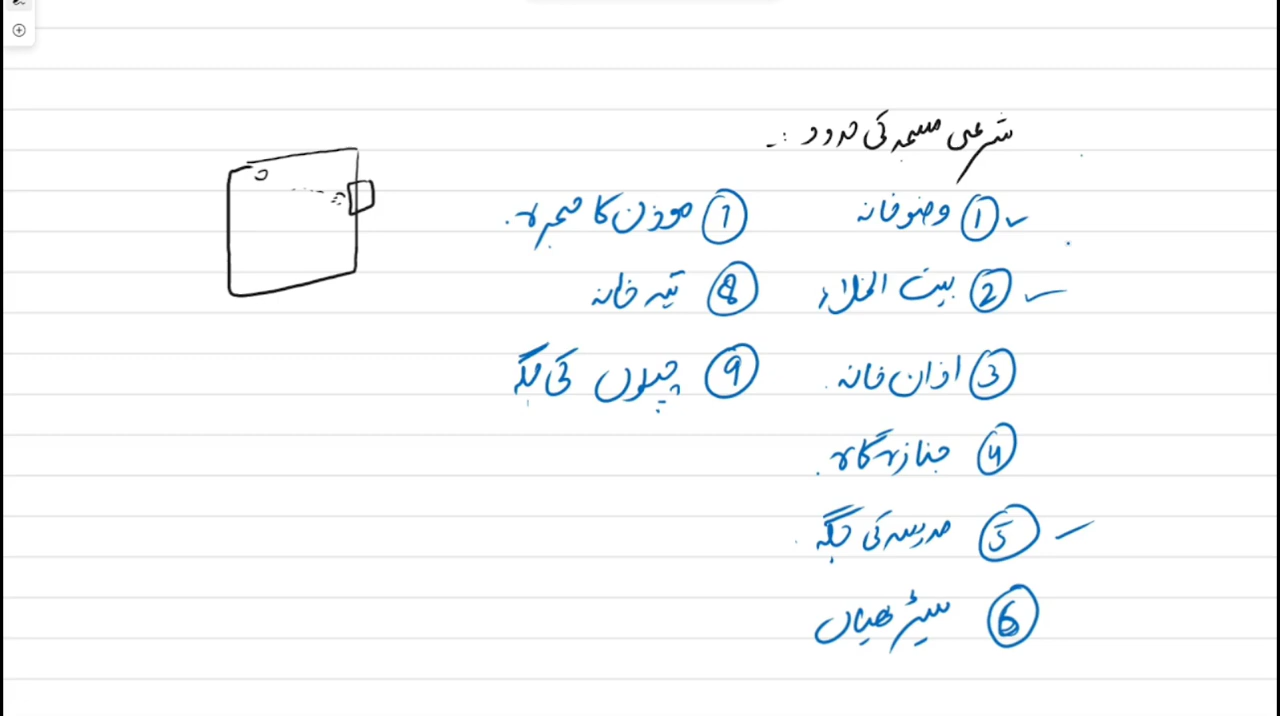 شرعی مسجد کی حدود :-
① وضو خانہ
② بیت الخلاء
③ اذان خانہ
④ جنازہ گاہ
⑤ مدرسہ کی جگہ
⑥ سیڑھیاں
⑦ موذن کا حجرہ
⑧ تہہ خانہ
⑨ چپلوں کی جگہ